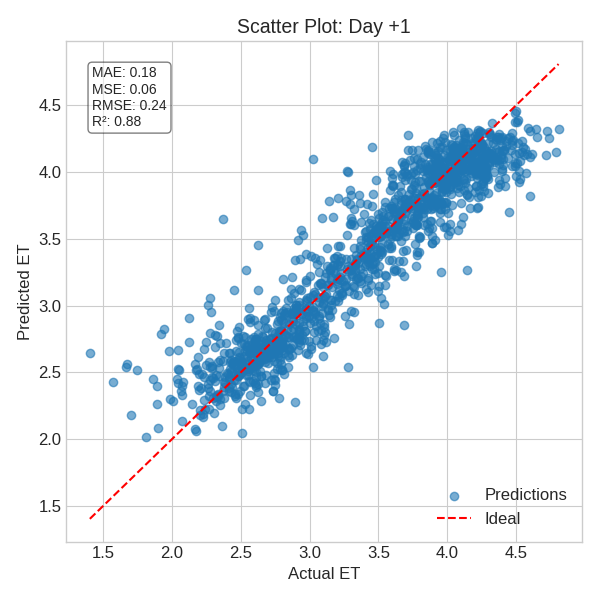 Scatter Plot: Day +1
MAE: 0.18
MSE: 0.06
RMSE: 0.24
R²: 0.88
4.5
4.0
3.5
3.0
2.5
2.0
1.5
Predicted ET
Predictions
Ideal
1.5 2.0 2.5 3.0 3.5 4.0 4.5
Actual ET